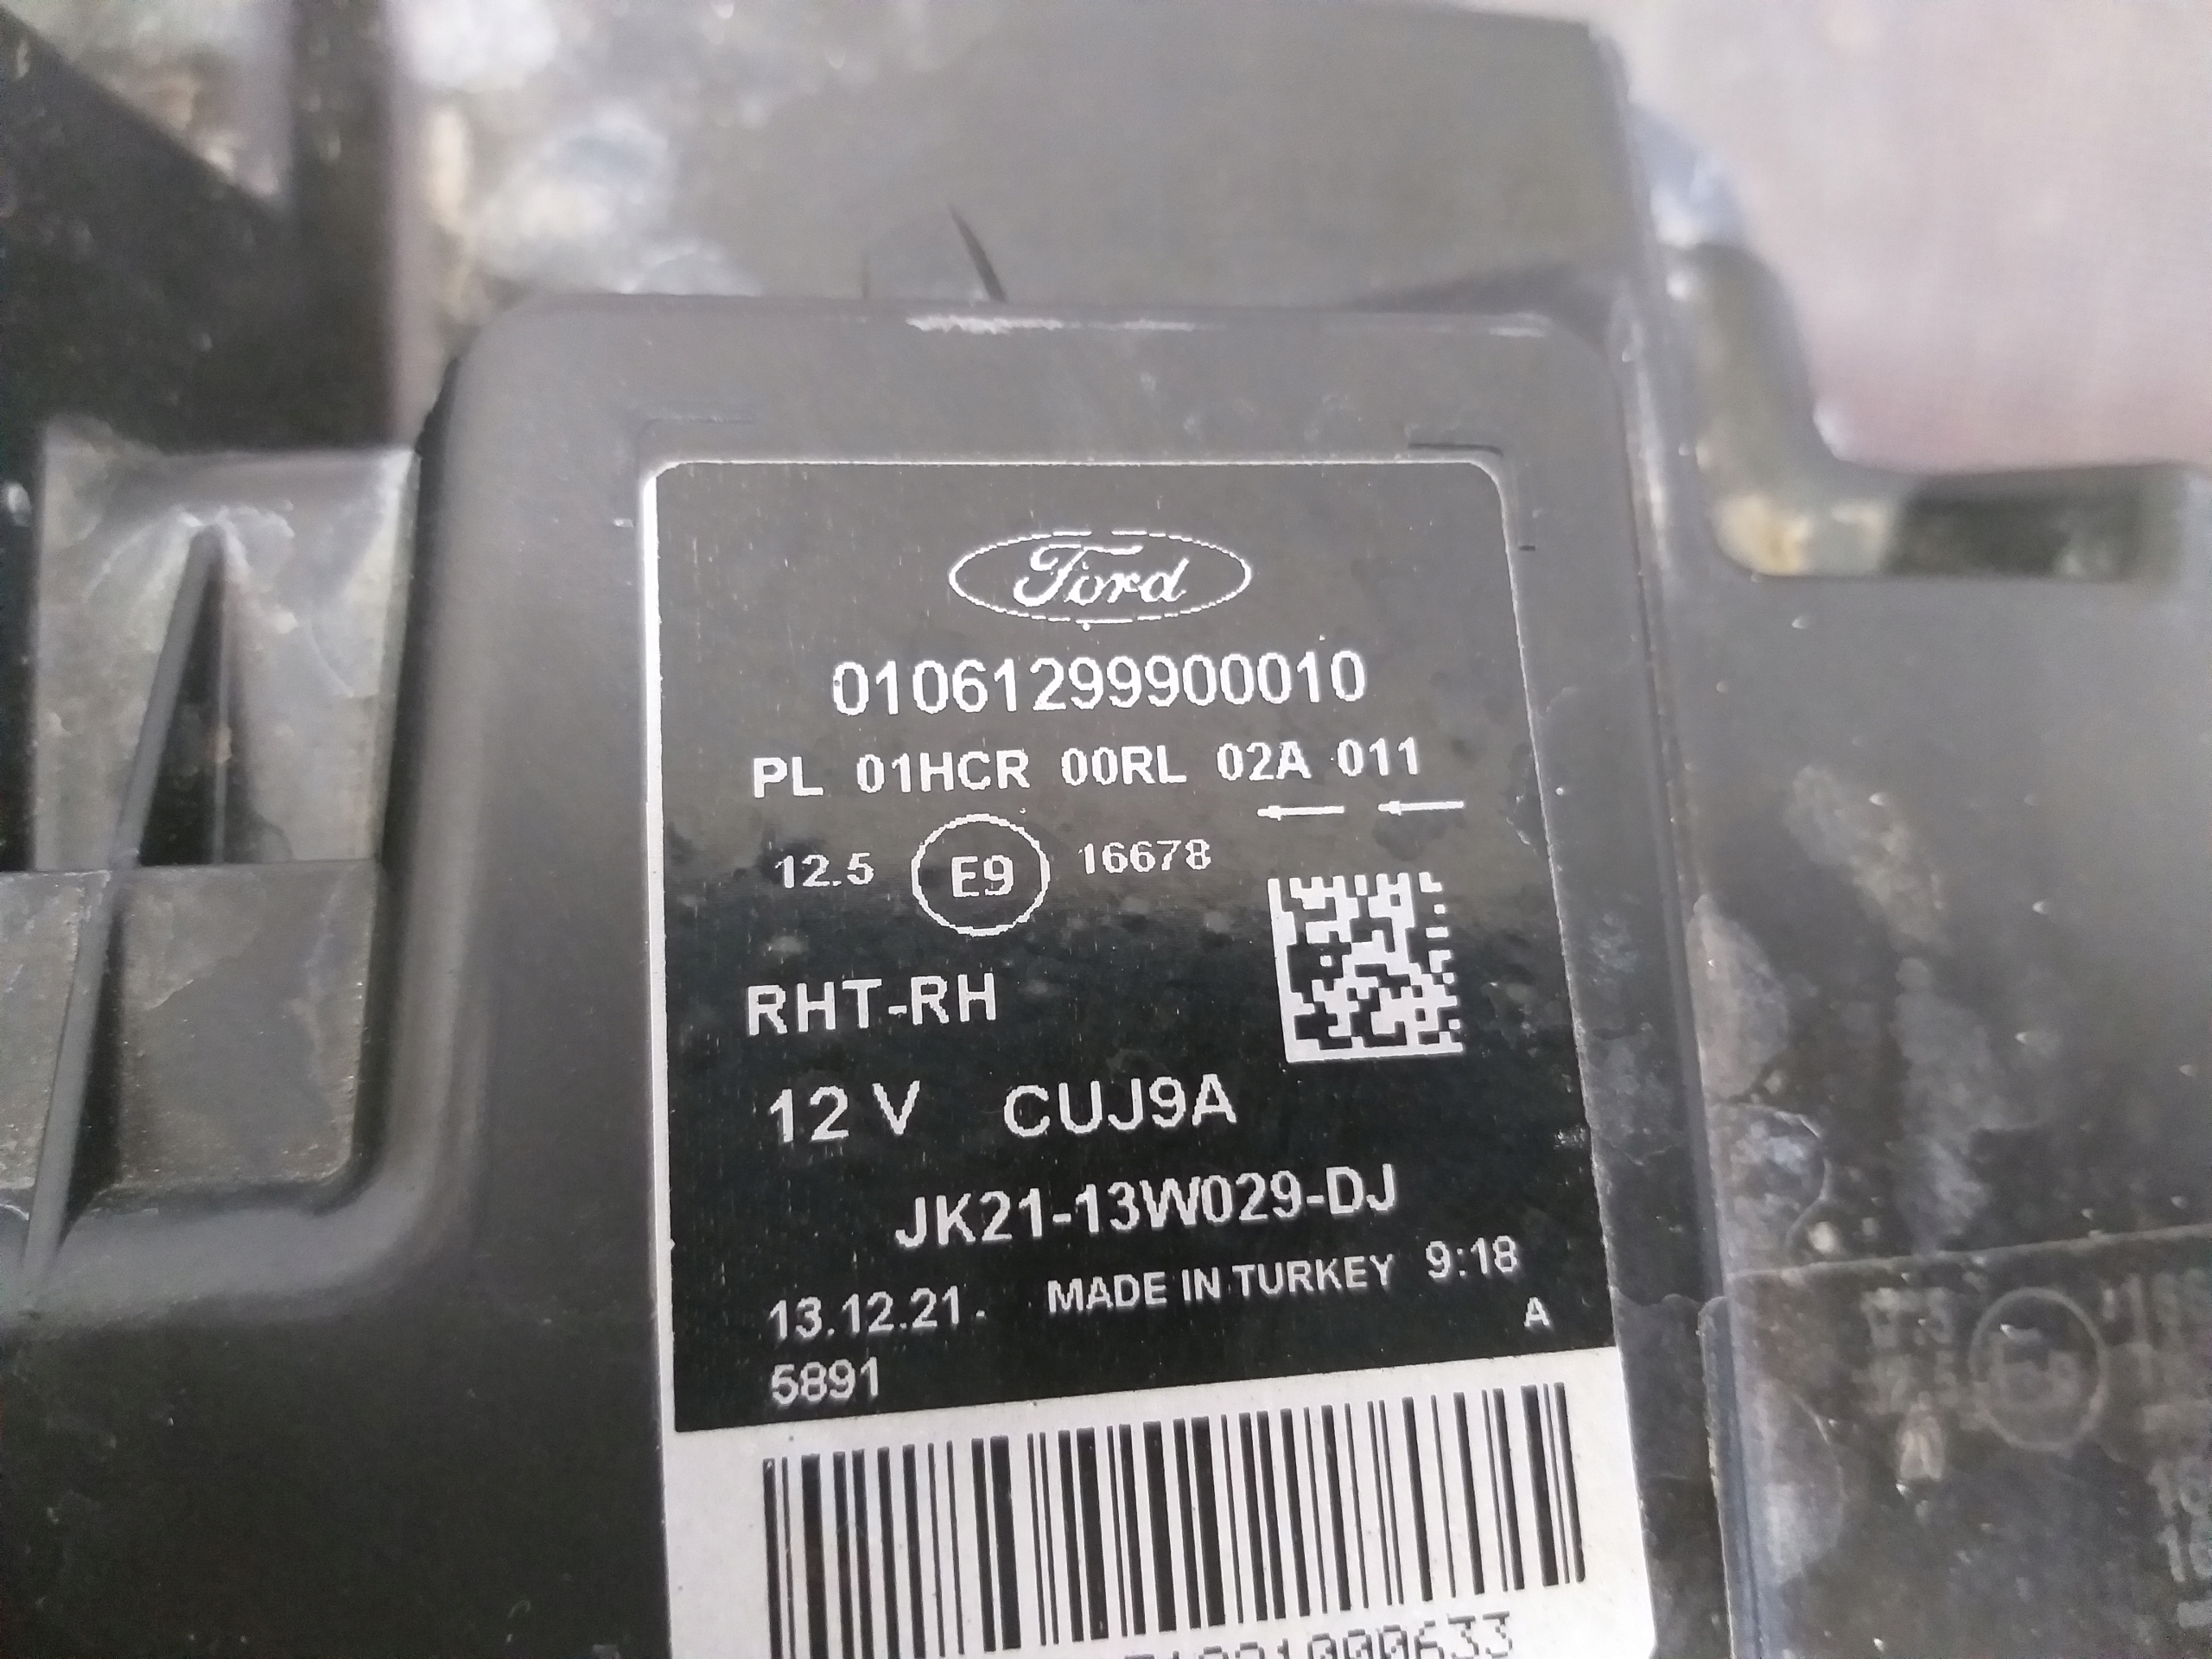 Ford
01061299900010
PL 01HCR 00RL 02A 011
12.5 E9 16678
RHT-RH
12 V CUJ9A
JK21-13W029-DJ
13.12.21. MADE IN TURKEY 9:18
A
5891